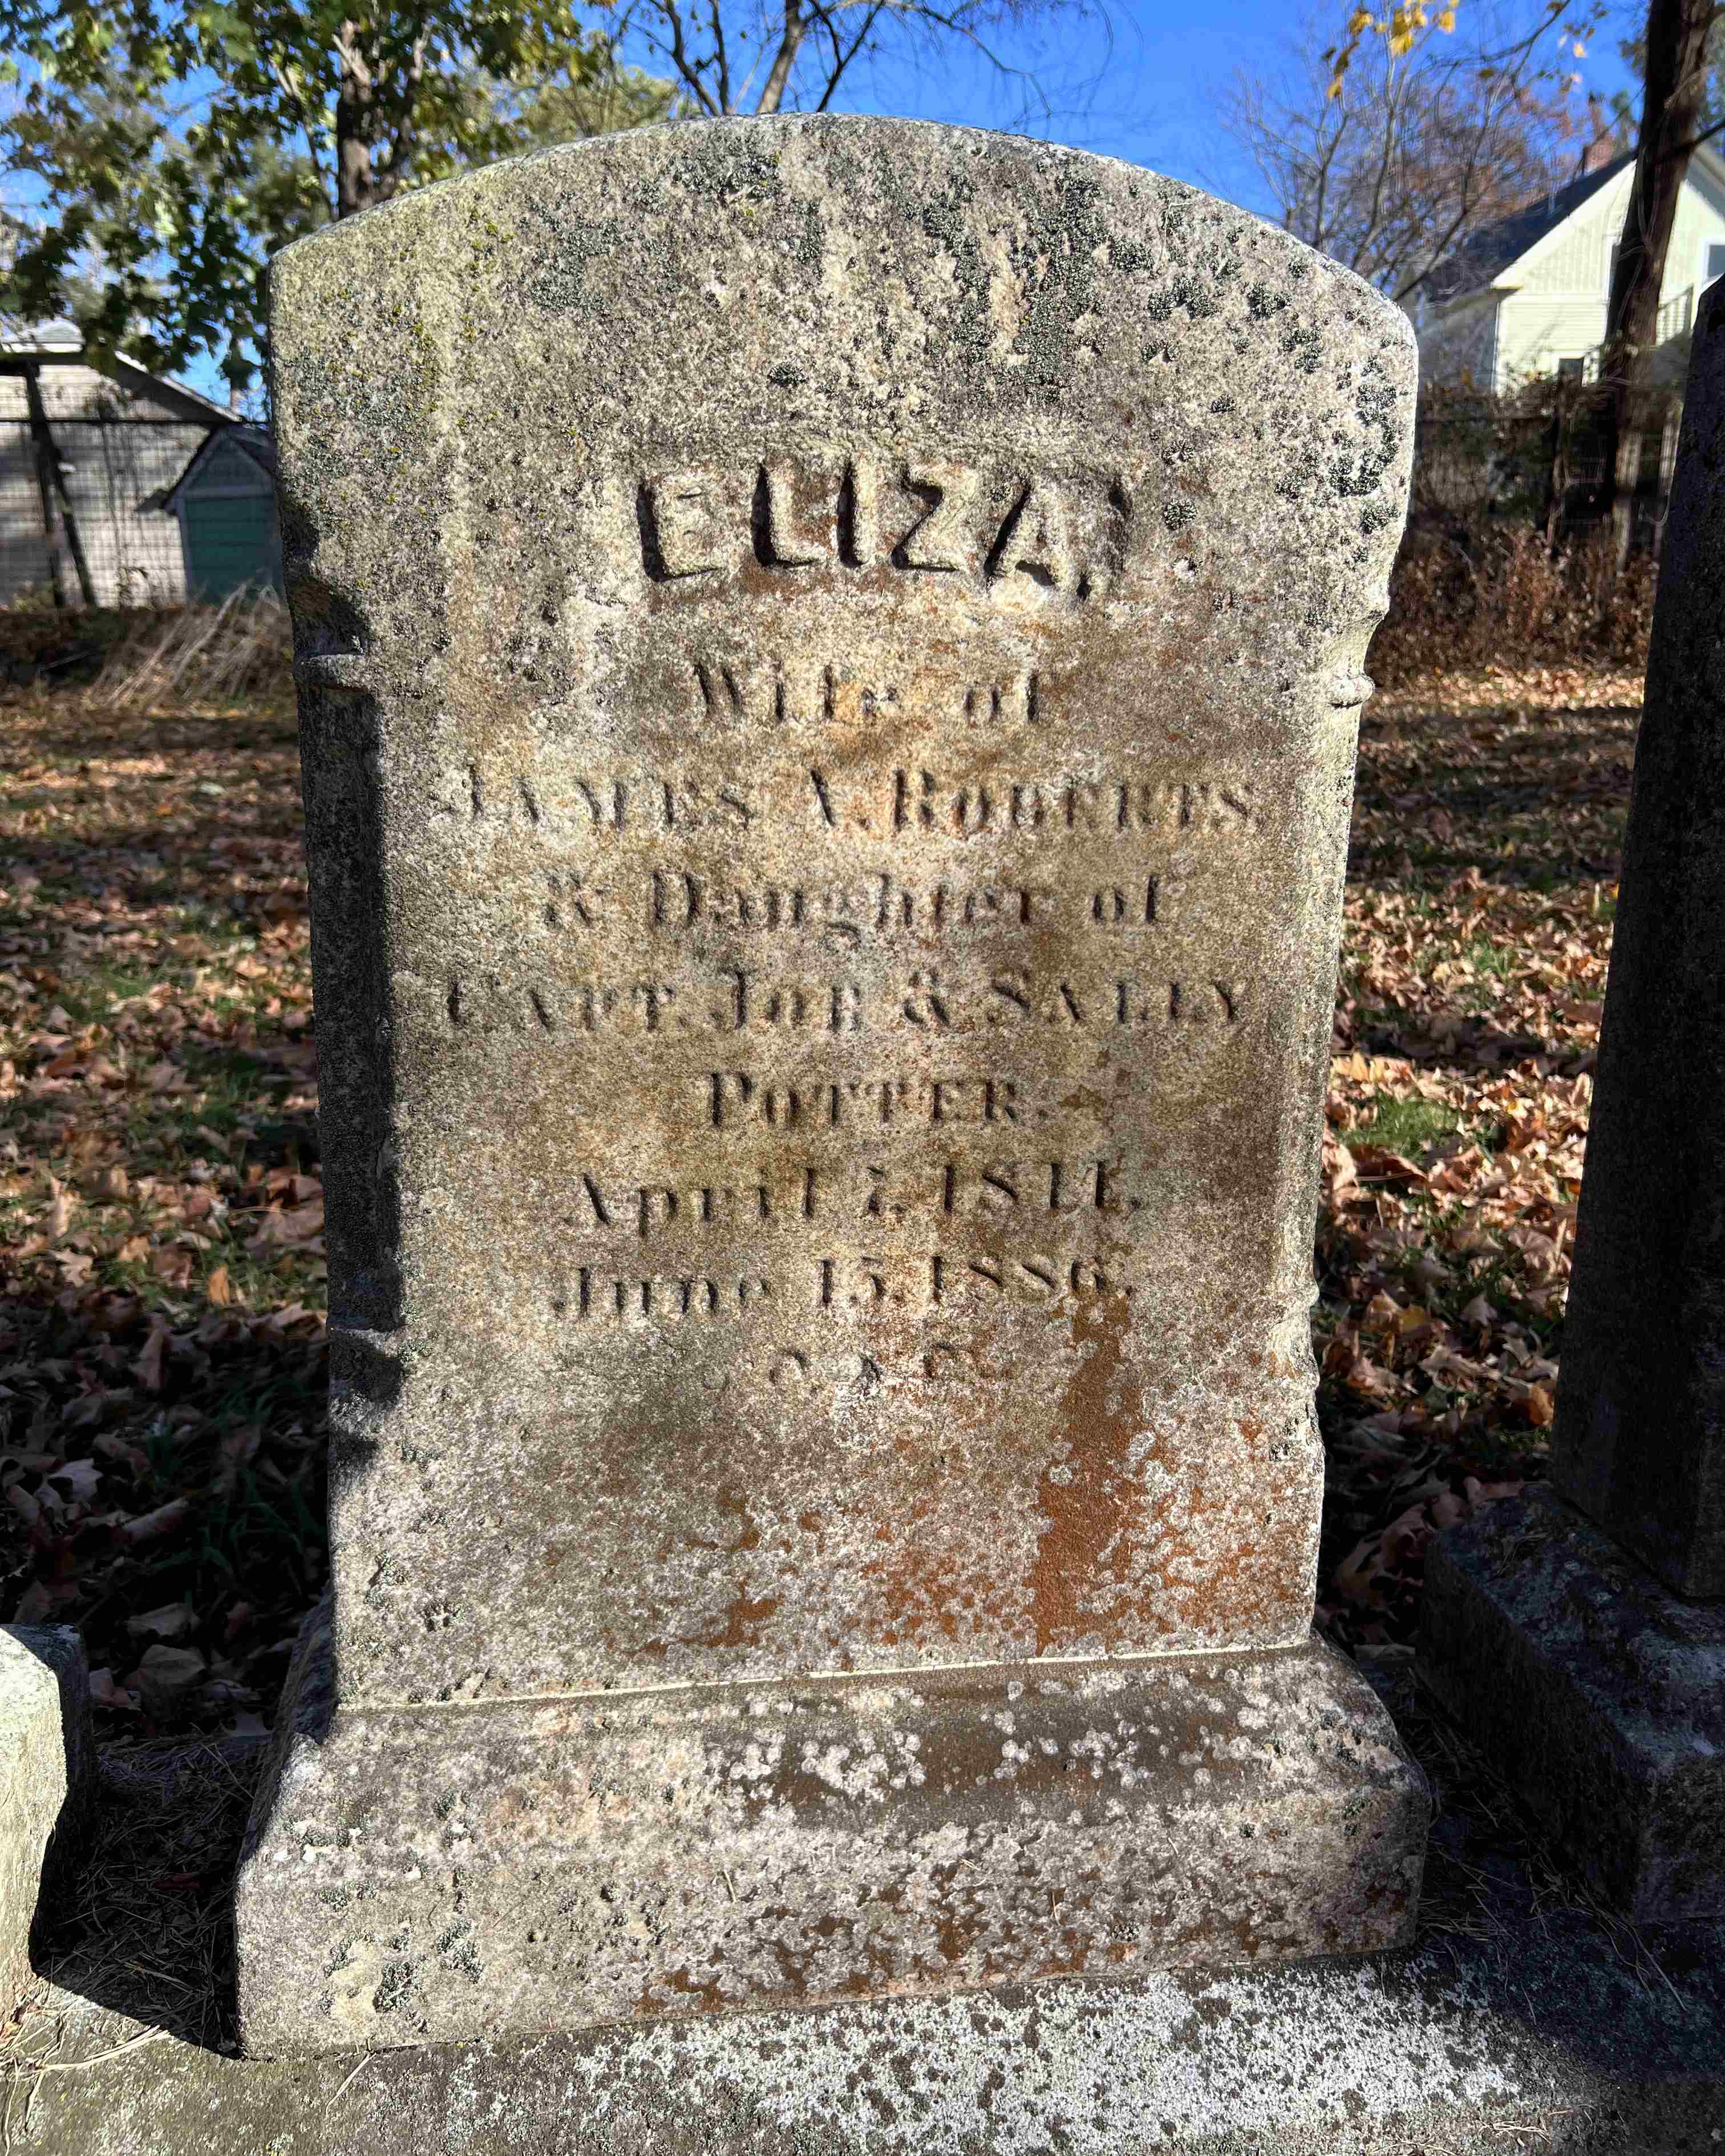 ELIZA,
Wife of
JAMES A. ROBERTS,
& Daughter of
CAPT. JOB & SALLY
POTTER.
April 7, 1811.
June 15, 1886.